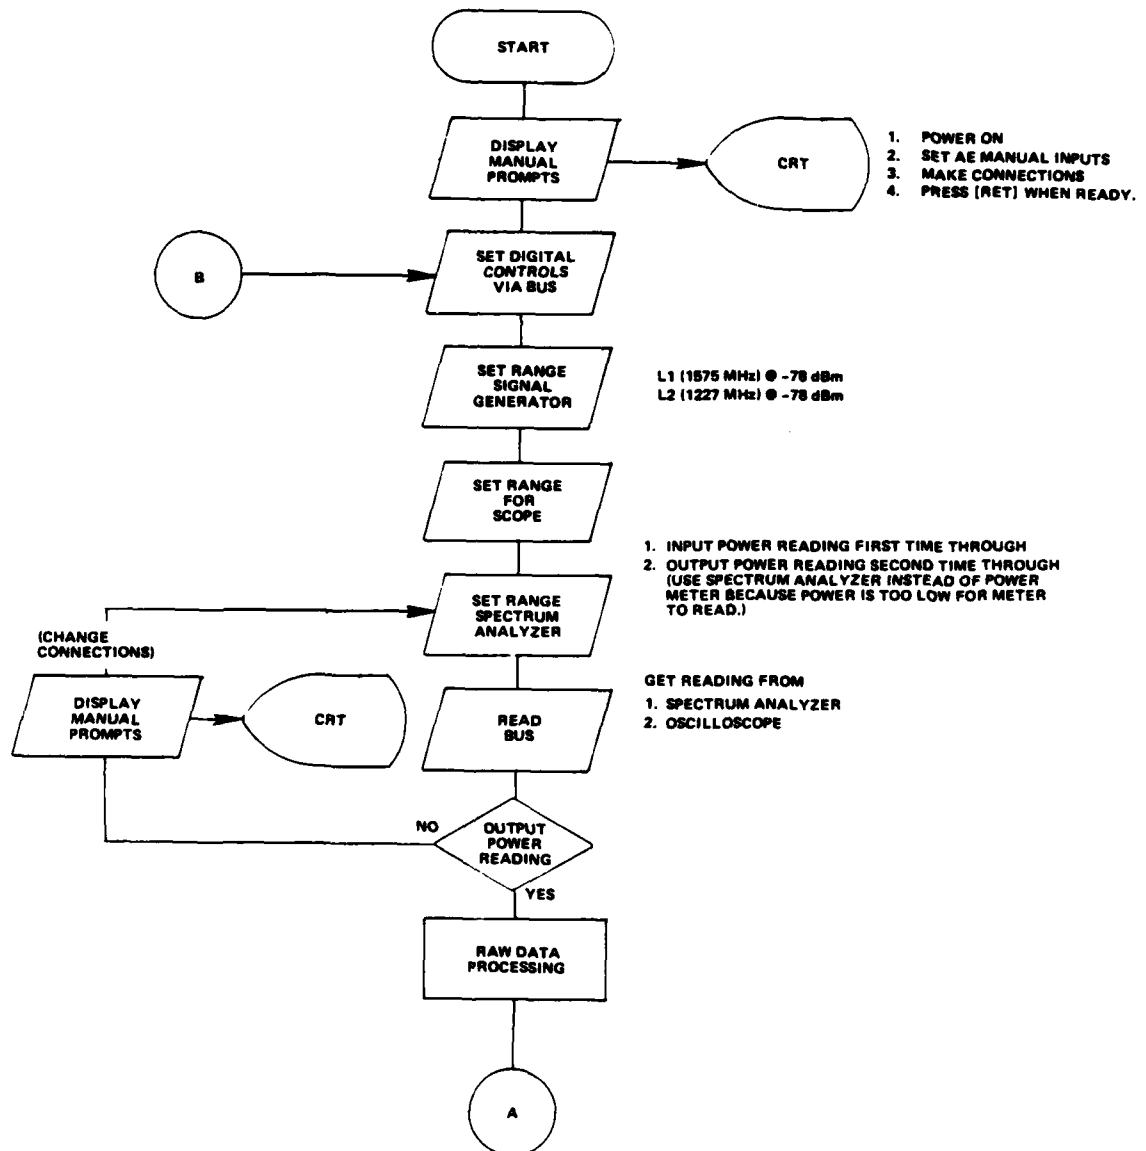 START
DISPLAY
MANUAL
PROMPTS
CRT
1. POWER ON
2. SET AE MANUAL INPUTS
3. MAKE CONNECTIONS
4. PRESS [RET] WHEN READY.
B
SET DIGITAL
CONTROLS
VIA BUS
SET RANGE
SIGNAL
GENERATOR
L1 (1575 MHz) @ -78 dBm
L2 (1227 MHz) @ -78 dBm
SET RANGE
FOR
SCOPE
1. INPUT POWER READING FIRST TIME THROUGH
2. OUTPUT POWER READING SECOND TIME THROUGH
(USE SPECTRUM ANALYZER INSTEAD OF POWER
METER BECAUSE POWER IS TOO LOW FOR METER
TO READ.)
SET RANGE
SPECTRUM
ANALYZER
(CHANGE
CONNECTIONS)
DISPLAY
MANUAL
PROMPTS
CRT
READ
BUS
GET READING FROM
1. SPECTRUM ANALYZER
2. OSCILLOSCOPE
NO
OUTPUT
POWER
READING
YES
RAW DATA
PROCESSING
A